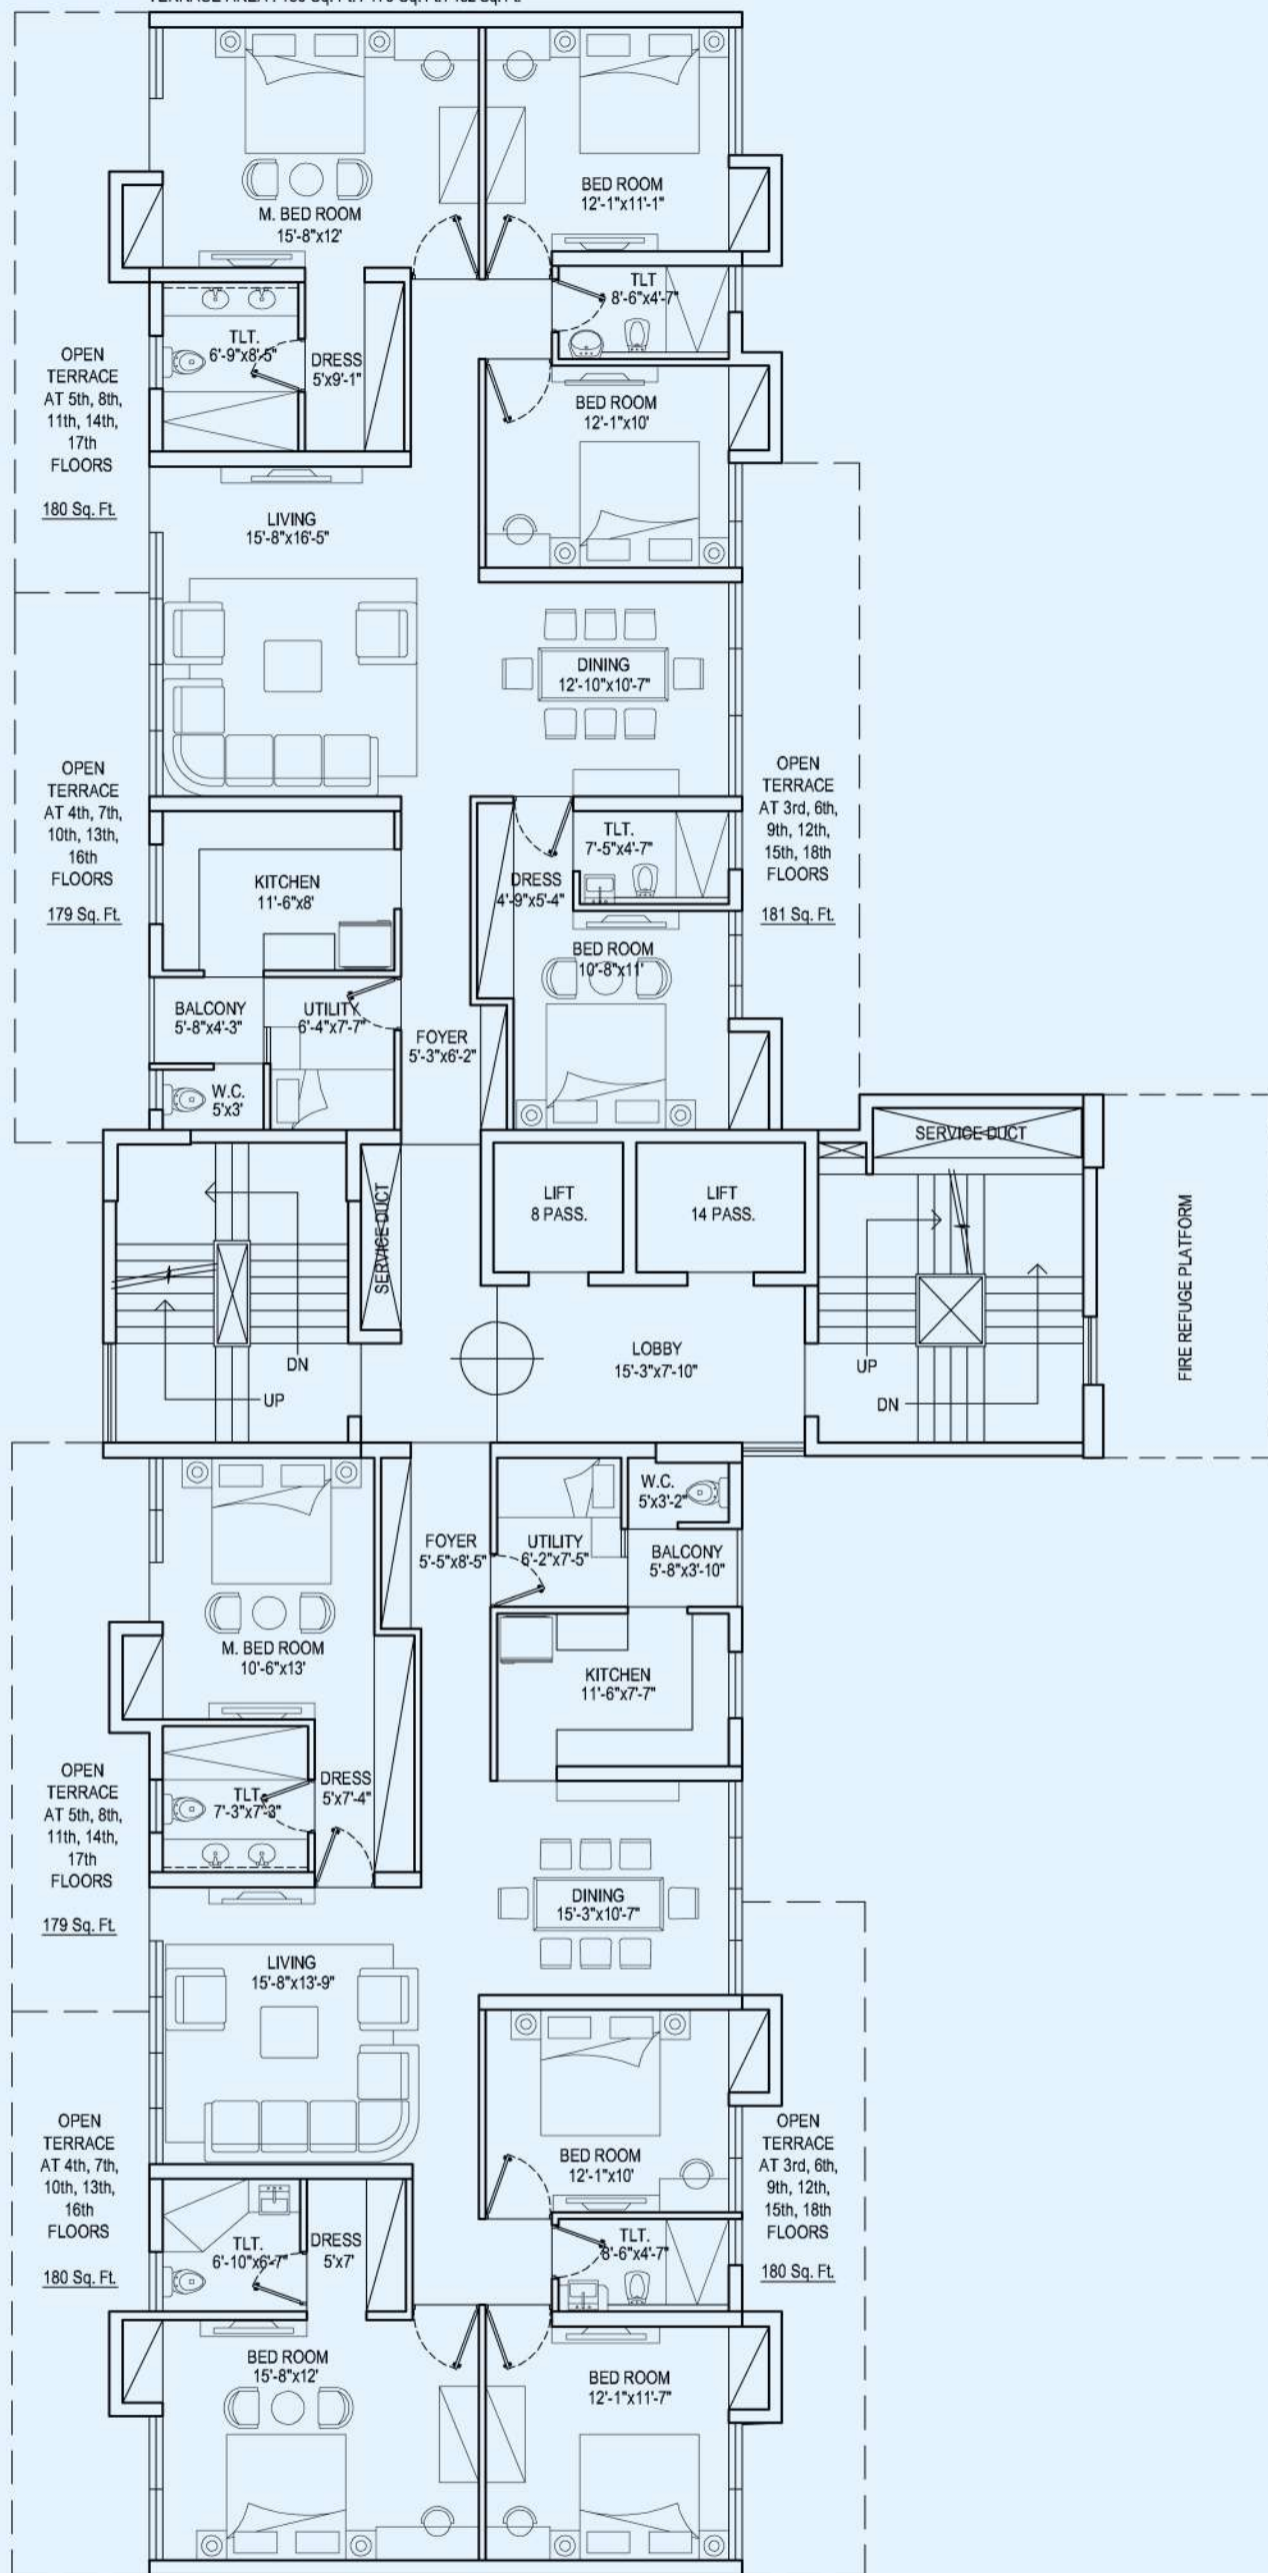 BED ROOM
12'-1"x11'-1"
M. BED ROOM
15'-8"x12'
TLT
8'-6"x4'-7"
TLT.
6'-9"x8'-5"
DRESS
5'x9'-1"
OPEN
TERRACE
AT 5th, 8th,
11th, 14th,
17th
FLOORS
180 Sq. Ft.
BED ROOM
12'-1"x10'
LIVING
15'-8"x16'-5"
DINING
12'-10"x10'-7"
OPEN
TERRACE
AT 4th, 7th,
10th, 13th,
16th
FLOORS
179 Sq. Ft.
OPEN
TERRACE
AT 3rd, 6th,
9th, 12th,
15th, 18th
FLOORS
181 Sq. Ft.
TLT.
7'-5"x4'-7"
KITCHEN
11'-6"x8'
DRESS
4'-9"x5'-4"
BED ROOM
10'-8"x11'
BALCONY
5'-8"x4'-3"
UTILITY
6'-4"x7'-7"
FOYER
5'-3"x6'-2"
W.C.
5'x3'
SERVICE DUCT
SERVICE DUCT
LIFT
8 PASS.
LIFT
14 PASS.
FIRE REFUGE PLATFORM
LOBBY
15'-3"x7'-10"
DN
UP
UP
DN
W.C.
5'x3'-2"
FOYER
5'-5"x8'-5"
UTILITY
6'-2"x7'-5"
BALCONY
5'-8"x3'-10"
M. BED ROOM
10'-6"x13'
KITCHEN
11'-6"x7'-7"
OPEN
TERRACE
AT 5th, 8th,
11th, 14th,
17th
FLOORS
179 Sq. Ft.
TLT.
7'-3"x7'-3"
DRESS
5'x7'-4"
DINING
15'-3"x10'-7"
LIVING
15'-8"x13'-9"
OPEN
TERRACE
AT 4th, 7th,
10th, 13th,
16th
FLOORS
180 Sq. Ft.
BED ROOM
12'-1"x10'
OPEN
TERRACE
AT 3rd, 6th,
9th, 12th,
15th, 18th
FLOORS
180 Sq. Ft.
TLT.
6'-10"x6'-7"
DRESS
5'x7'
TLT.
8'-6"x4'-7"
BED ROOM
15'-8"x12'
BED ROOM
12'-1"x11'-7"